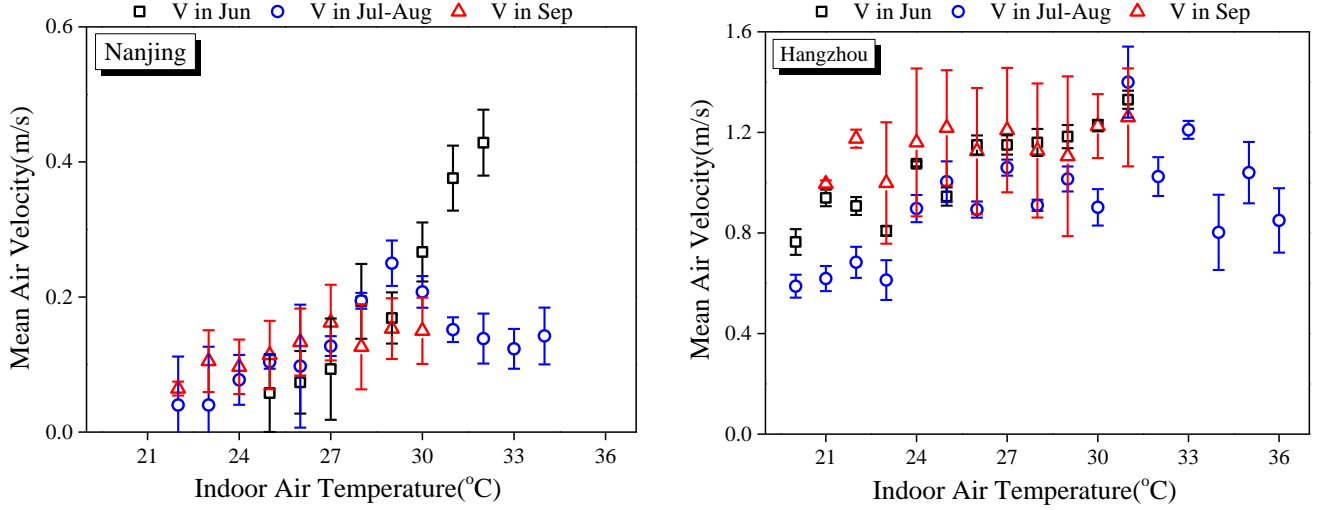 V in Jun V in Jul-Aug V in Sep
Nanjing
Mean Air Velocity(m/s)
0.6
0.4
0.2
0.0
21 24 27 30 33 36
Indoor Air Temperature(°C)
V in Jun V in Jul-Aug V in Sep
Hangzhou
Mean Air Velocity(m/s)
1.6
1.2
0.8
0.4
0.0
21 24 27 30 33 36
Indoor Air Temperature(°C)